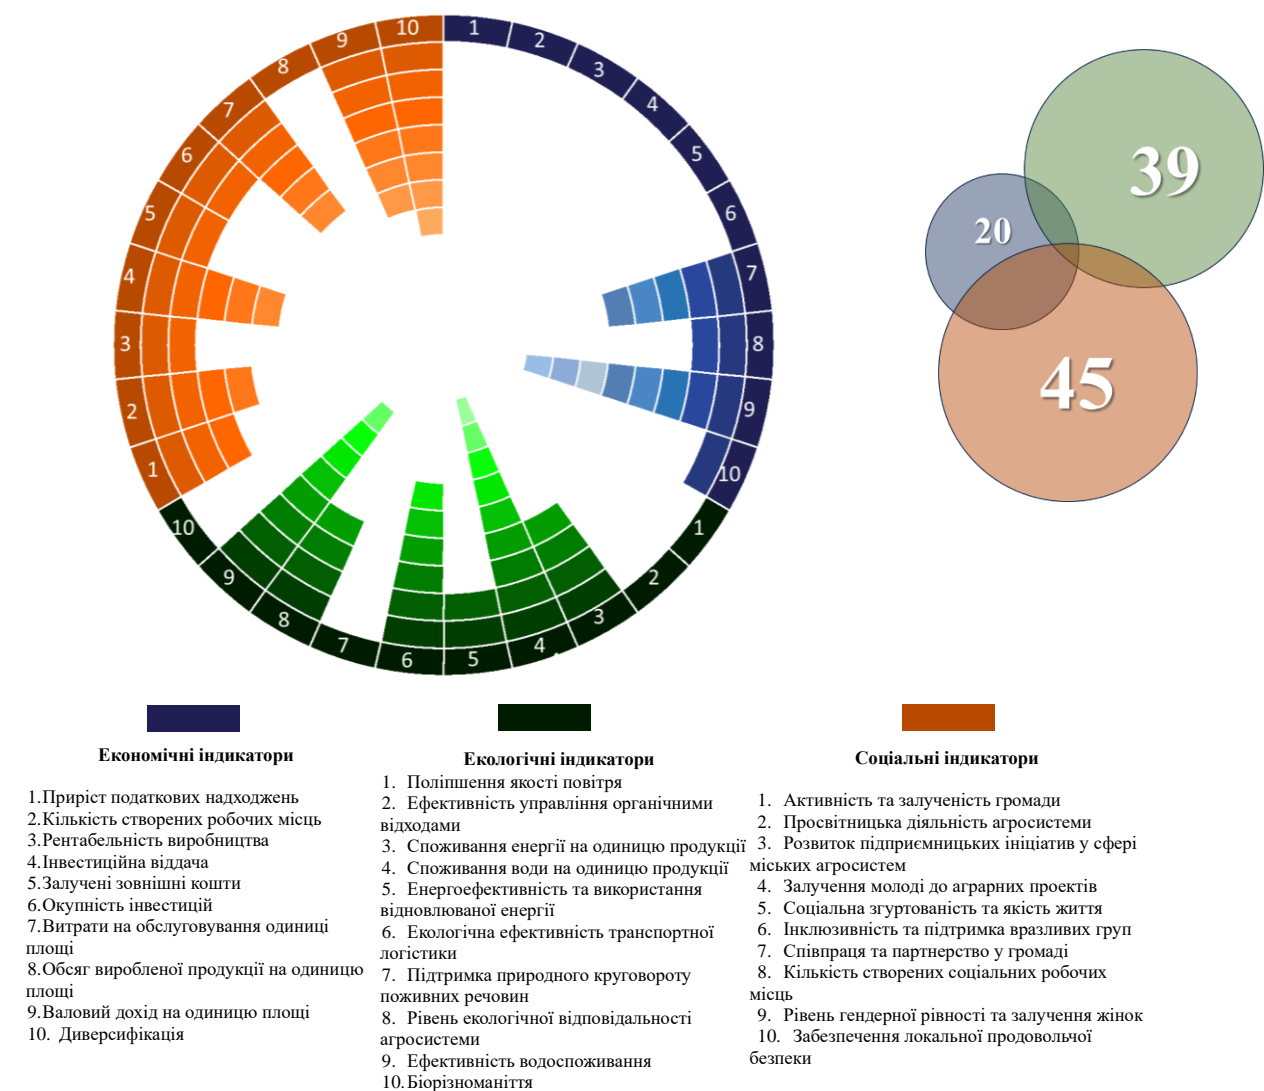 1
2
3
4
5
6
7
8
9
10
1
2
3
4
5
6
7
8
9
10
1
2
3
4
5
6
7
8
9
10
39
20
45
Економічні індикатори
1.Приріст податкових надходжень
2.Кількість створених робочих місць
3.Рентабельність виробництва
4.Інвестиційна віддача
5.Залучені зовнішні кошти
6.Окупність інвестицій
7.Витрати на обслуговування одиниці
площі
8.Обсяг виробленої продукції на одиницю
площі
9.Валовий дохід на одиницю площі
10. Диверсифікація
Екологічні індикатори
1. Поліпшення якості повітря
2. Ефективність управління органічними
відходами
3. Споживання енергії на одиницю продукції
4. Споживання води на одиницю продукції
5. Енергоефективність та використання
відновлюваної енергії
6. Екологічна ефективність транспортної
логістики
7. Підтримка природного круговороту
поживних речовин
8. Рівень екологічної відповідальності
агросистеми
9. Ефективність водоспоживання
10.Біорізноманіття
Соціальні індикатори
1. Активність та залученість громади
2. Просвітницька діяльність агросистеми
3. Розвиток підприємницьких ініціатив у сфері
міських агросистем
4. Залучення молоді до аграрних проектів
5. Соціальна згуртованість та якість життя
6. Інклюзивність та підтримка вразливих груп
7. Співпраця та партнерство у громаді
8. Кількість створених соціальних робочих
місць
9. Рівень гендерної рівності та залучення жінок
10. Забезпечення локальної продовольчої
безпеки